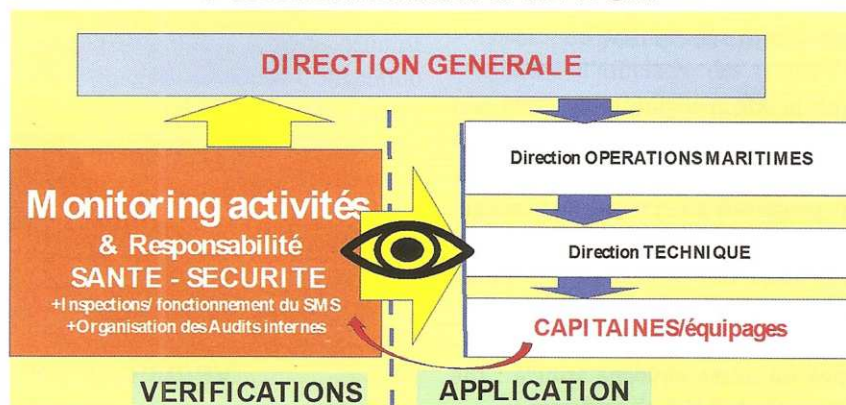 DIRECTION GENERALE
Monitoring activités
& Responsabilité
SANTE - SECURITE
+Inspections/ fonctionnement du SMS
+Organisation des Audits internes
Direction OPERATIONS MARITIMES
Direction TECHNIQUE
CAPITAINES/équipages
VERIFICATIONS
APPLICATION